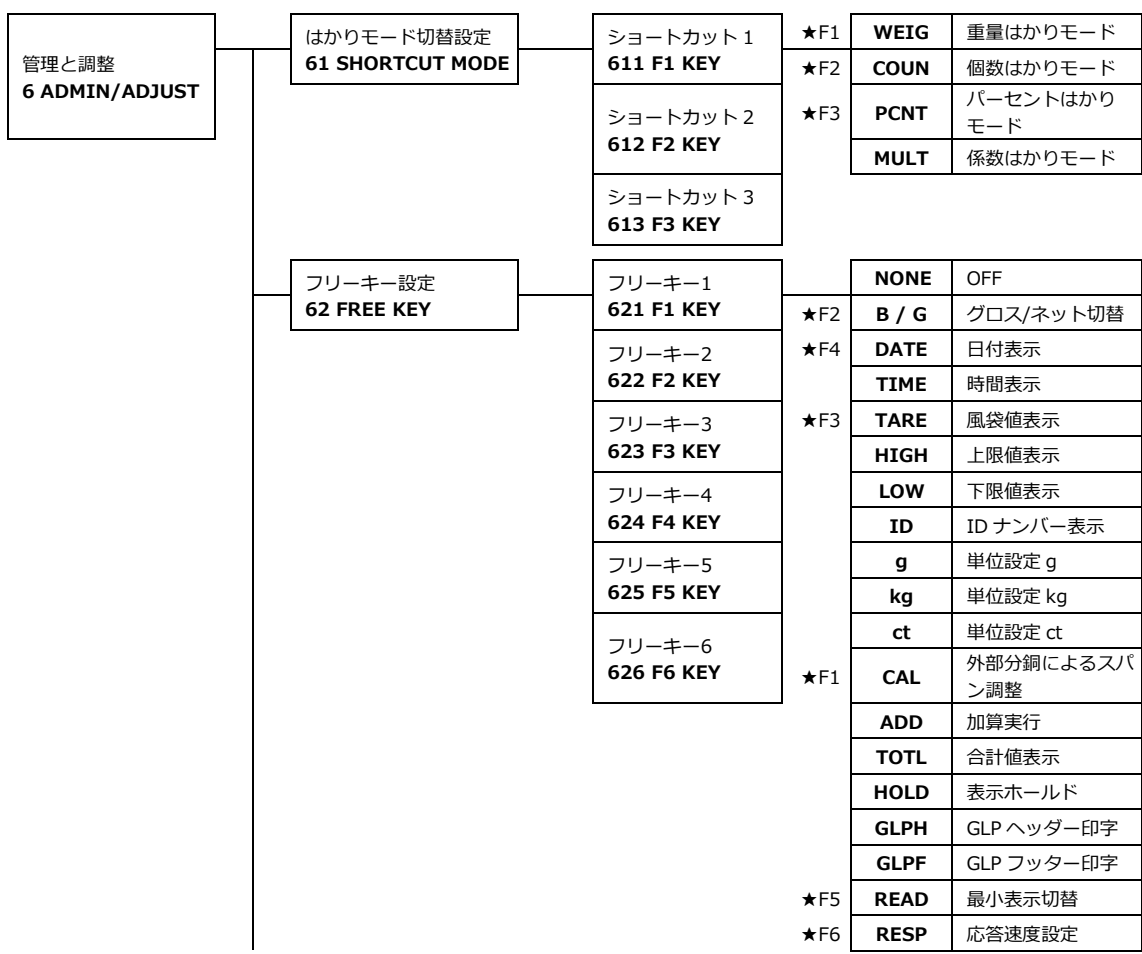 管理と調整
6 ADMIN/ADJUST
はかりモード切替設定
61 SHORTCUT MODE
ショートカット 1
611 F1 KEY
ショートカット 2
612 F2 KEY
ショートカット 3
613 F3 KEY
★F1 WEIG 重量はかりモード
★F2 COUN 個数はかりモード
★F3 PCNT パーセントはかり
モード
MULT 係数はかりモード
フリーキー設定
62 FREE KEY
フリーキー1
621 F1 KEY
フリーキー2
622 F2 KEY
フリーキー3
623 F3 KEY
フリーキー4
624 F4 KEY
フリーキー5
625 F5 KEY
フリーキー6
626 F6 KEY
NONE OFF
★F2 B / G グロス/ネット切替
★F4 DATE 日付表示
TIME 時間表示
★F3 TARE 風袋値表示
HIGH 上限値表示
LOW 下限値表示
ID ID ナンバー表示
g 単位設定 g
kg 単位設定 kg
ct 単位設定 ct
★F1 CAL 外部分銅によるスパ
ン調整
ADD 加算実行
TOTL 合計値表示
HOLD 表示ホールド
GLPH GLP ヘッダー印字
GLPF GLP フッター印字
★F5 READ 最小表示切替
★F6 RESP 応答速度設定